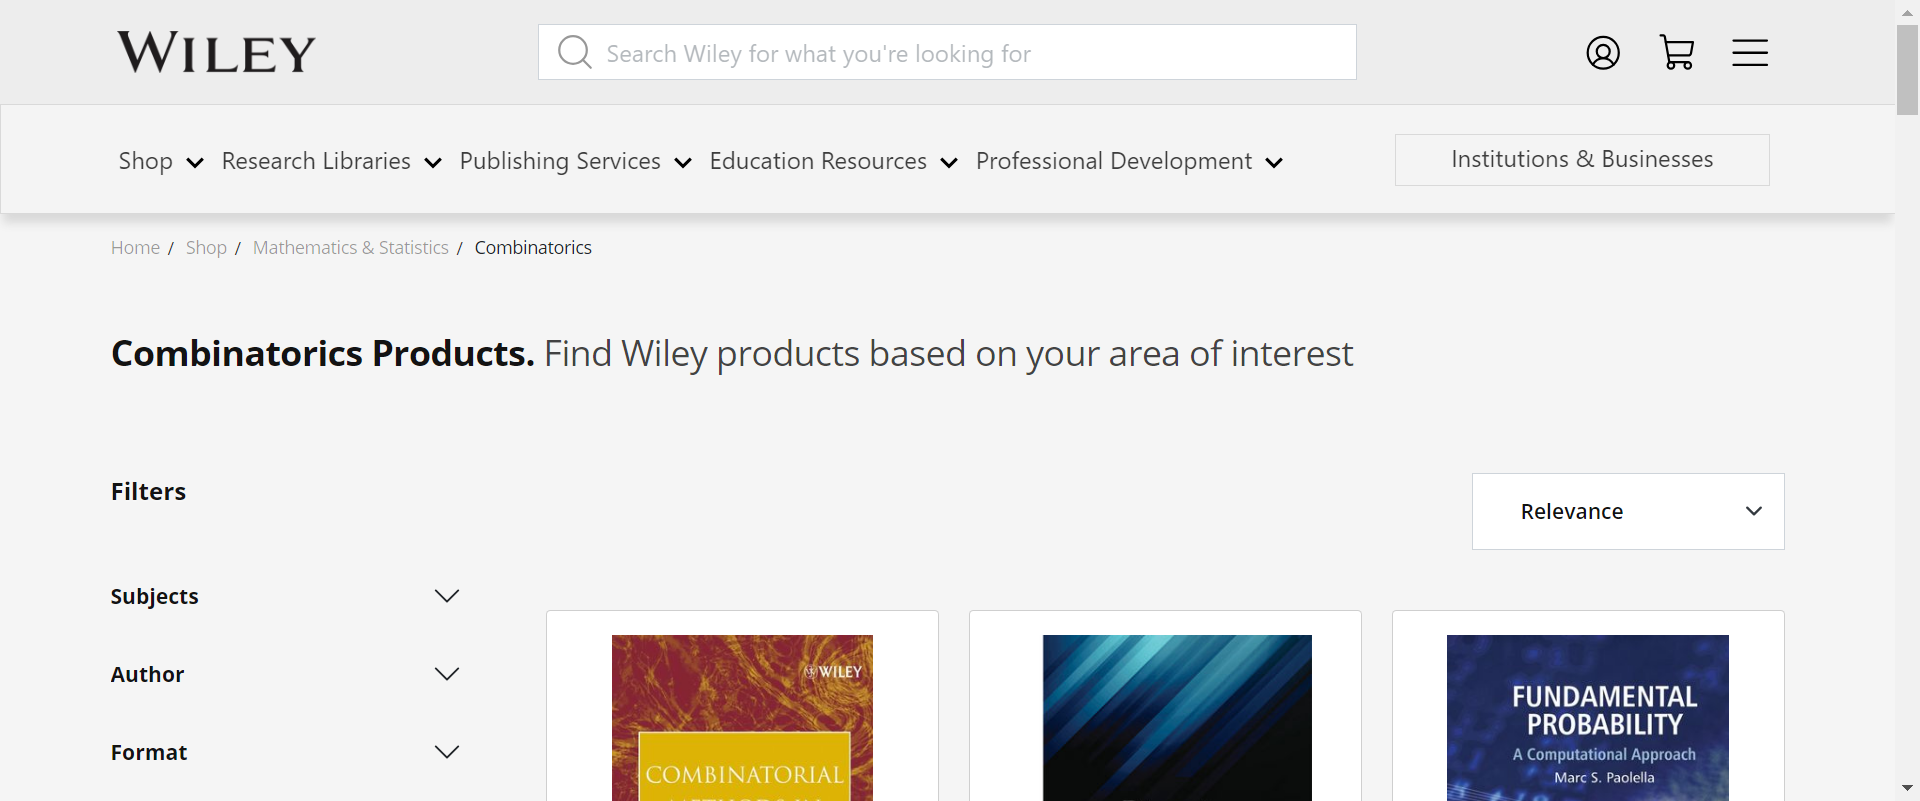 WILEY
Search Wiley for what you're looking for
Shop Research Libraries Publishing Services Education Resources Professional Development Institutions & Businesses
Home / Shop / Mathematics & Statistics / Combinatorics
Combinatorics Products. Find Wiley products based on your area of interest
Filters
Relevance
Subjects
Author
Format
WILEY
COMBINATORIAL
FUNDAMENTAL
PROBABILITY
A Computational Approach
Marc S. Paolella